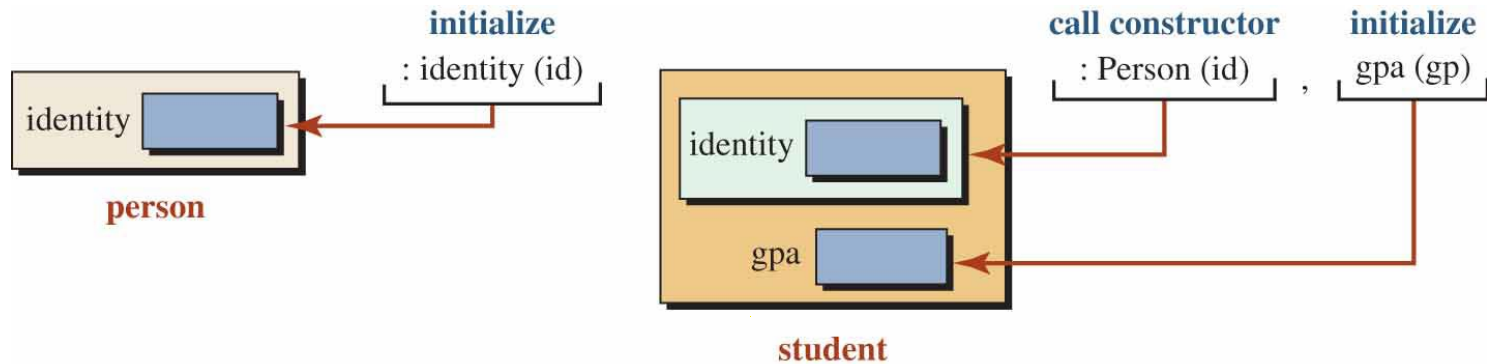 initialize
: identity (id)
identity
person
call constructor
: Person (id)
,
initialize
gpa (gp)
identity
gpa
student